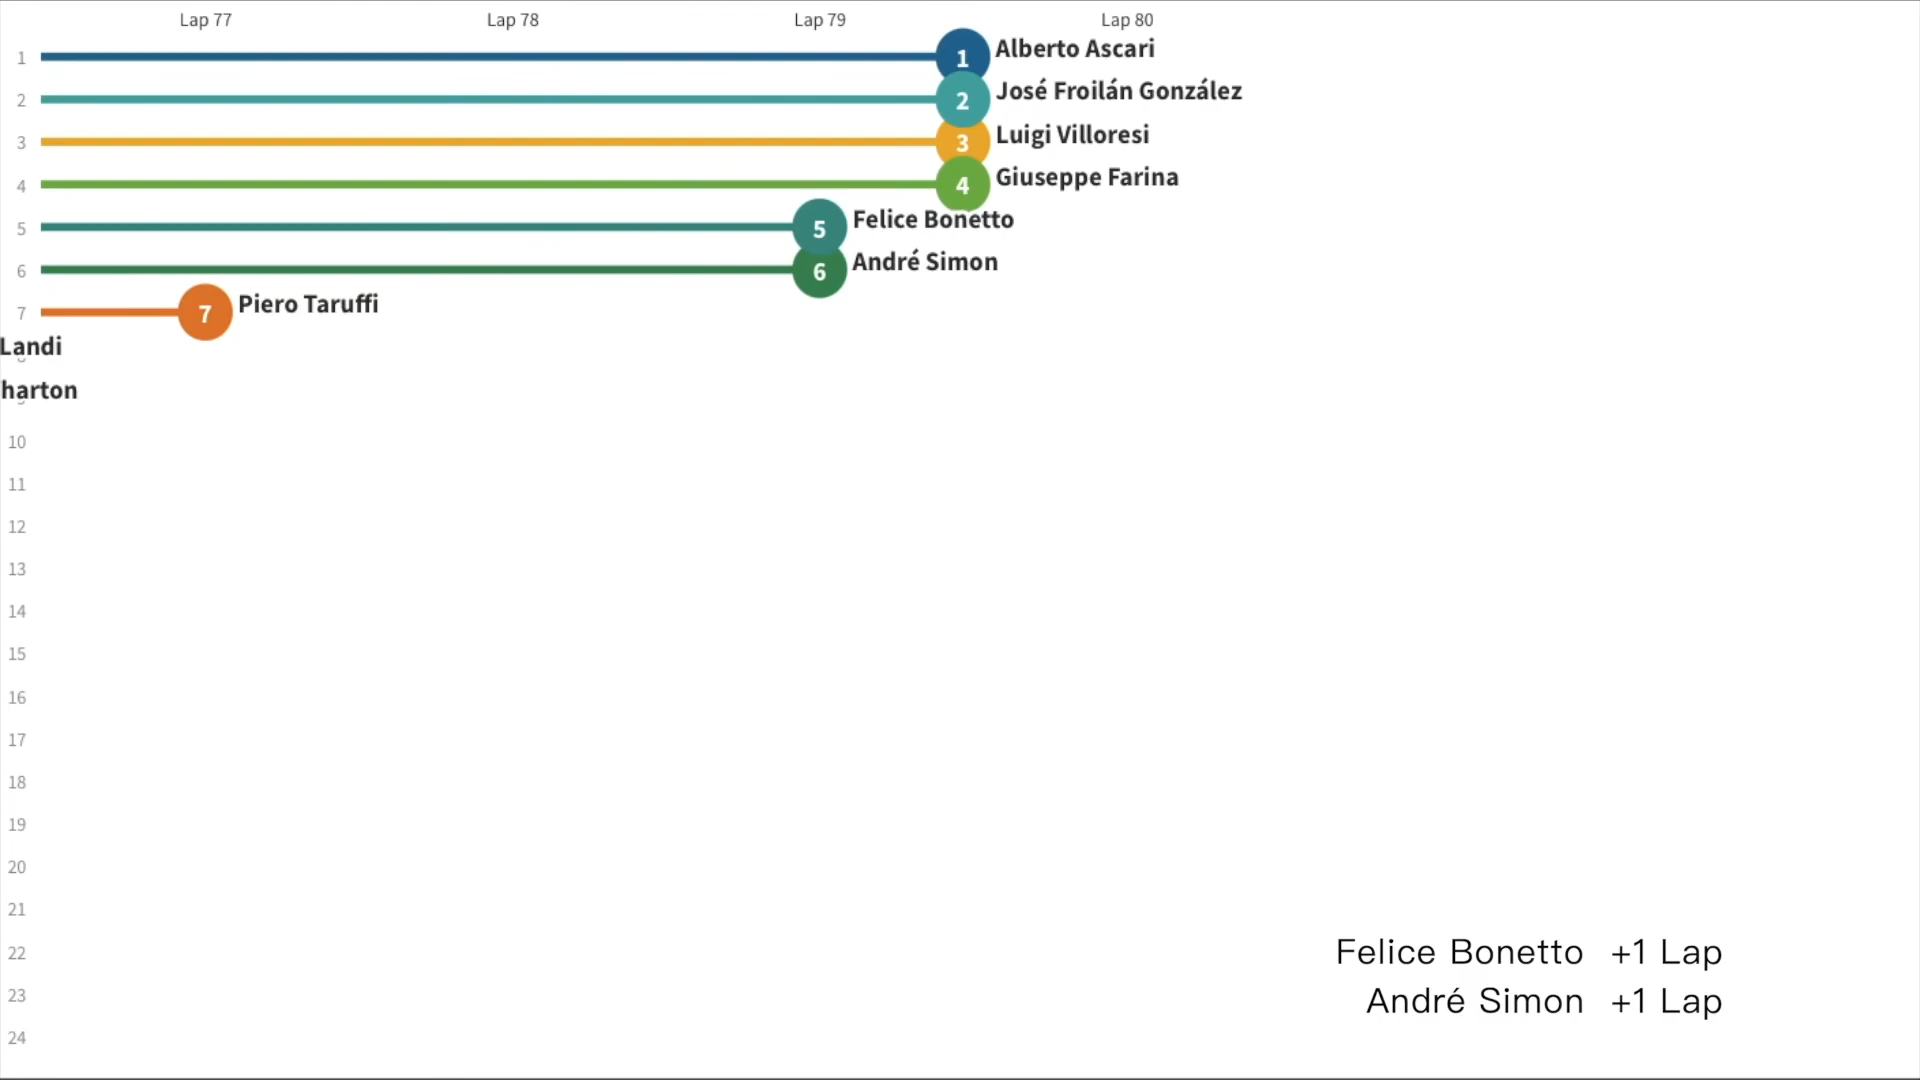 Lap 77 Lap 78 Lap 79 Lap 80
1 1 Alberto Ascari
2 2 José Froilán González
3 3 Luigi Villoresi
4 4 Giuseppe Farina
5 5 Felice Bonetto
6 6 André Simon
7 7 Piero Taruffi
Landi
harton
10
11
12
13
14
15
16
17
18
19
20
21
22
23
24
Felice Bonetto +1 Lap
André Simon +1 Lap